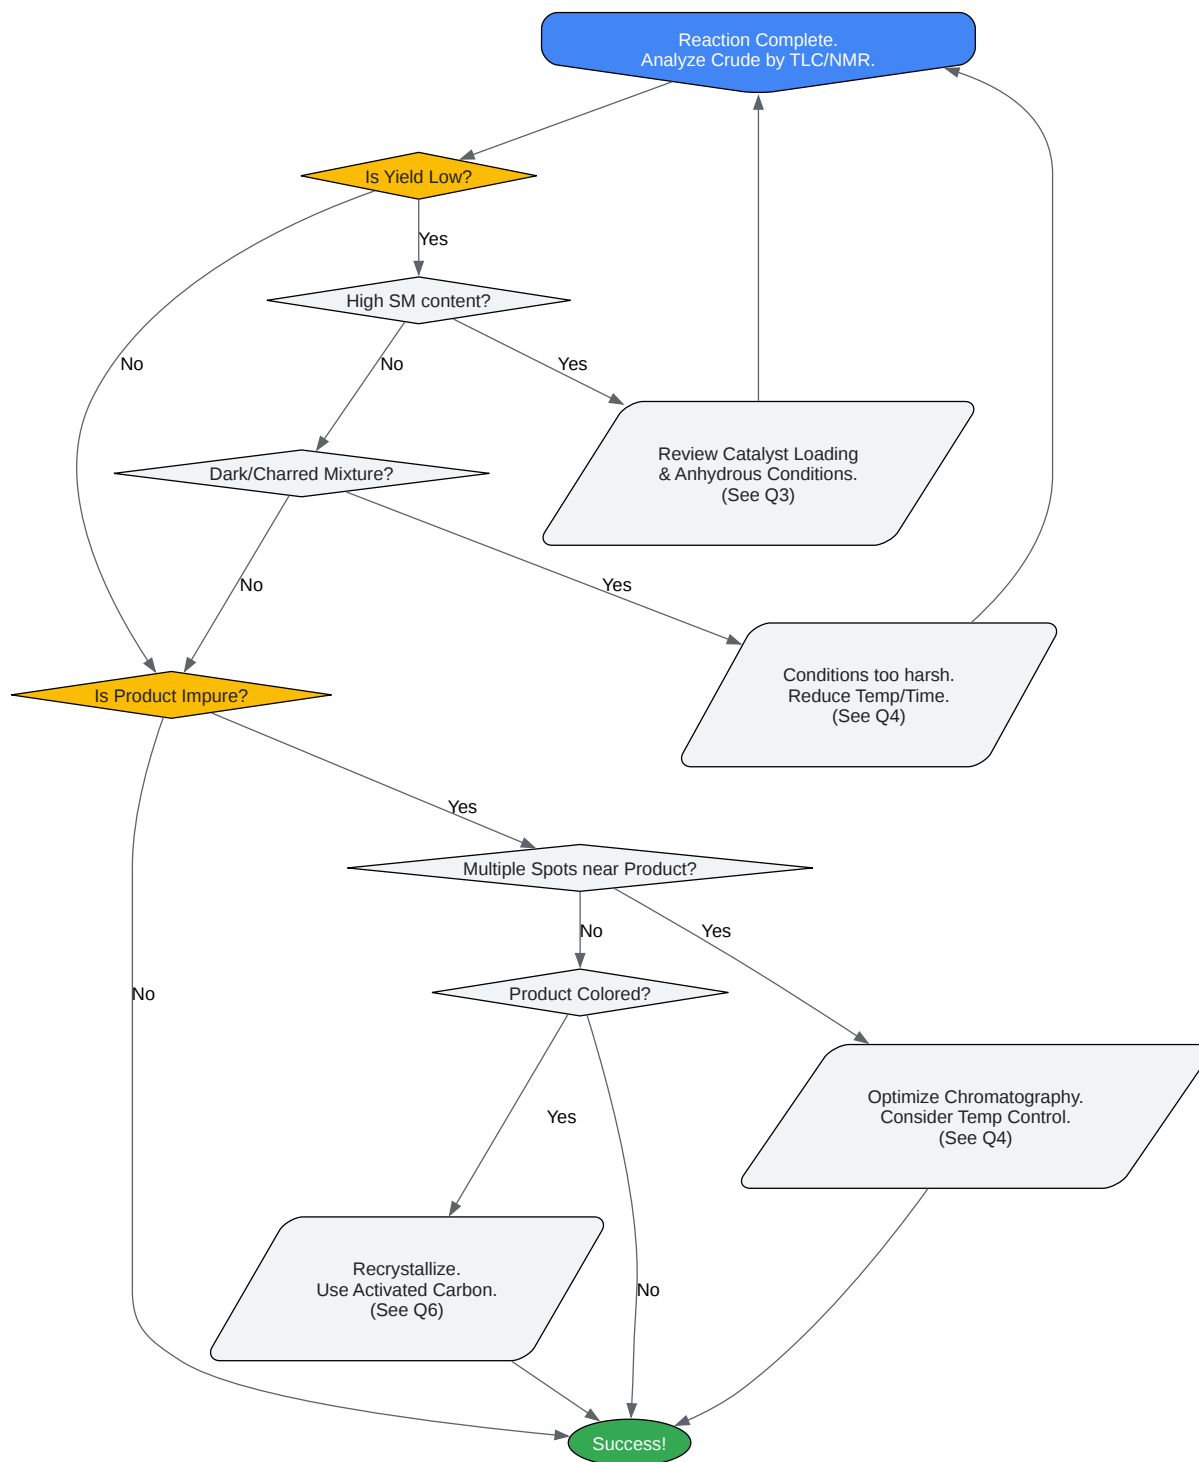 Reaction Complete.
Analyze Crude by TLC/NMR.
Is Yield Low?
Yes
High SM content?
No
No
Yes
Review Catalyst Loading
& Anhydrous Conditions.
(See Q3)
Dark/Charred Mixture?
No
Yes
Conditions too harsh.
Reduce Temp/Time.
(See Q4)
Is Product Impure?
Yes
Multiple Spots near Product?
No
Yes
Product Colored?
No
Optimize Chromatography.
Consider Temp Control.
(See Q4)
Yes
Recrystallize.
Use Activated Carbon.
(See Q6)
No
Success!